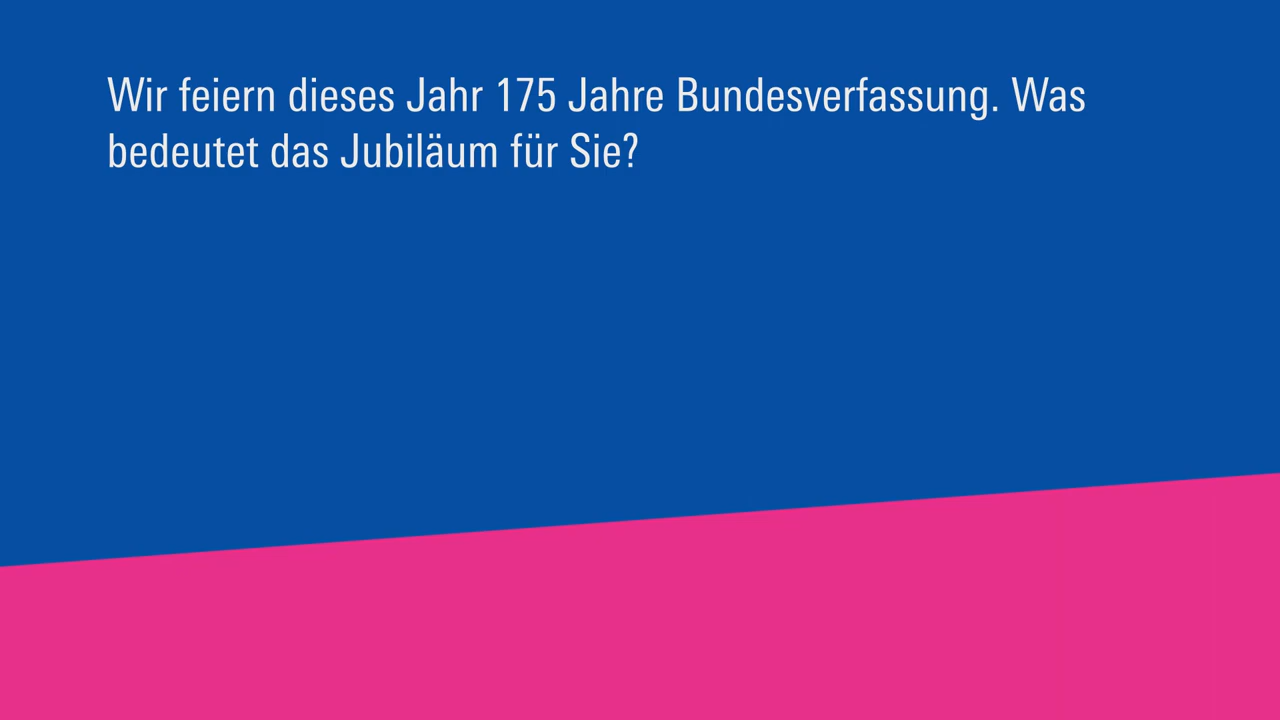 Wir feiern dieses Jahr 175 Jahre Bundesverfassung. Was
bedeutet das Jubiläum für Sie?